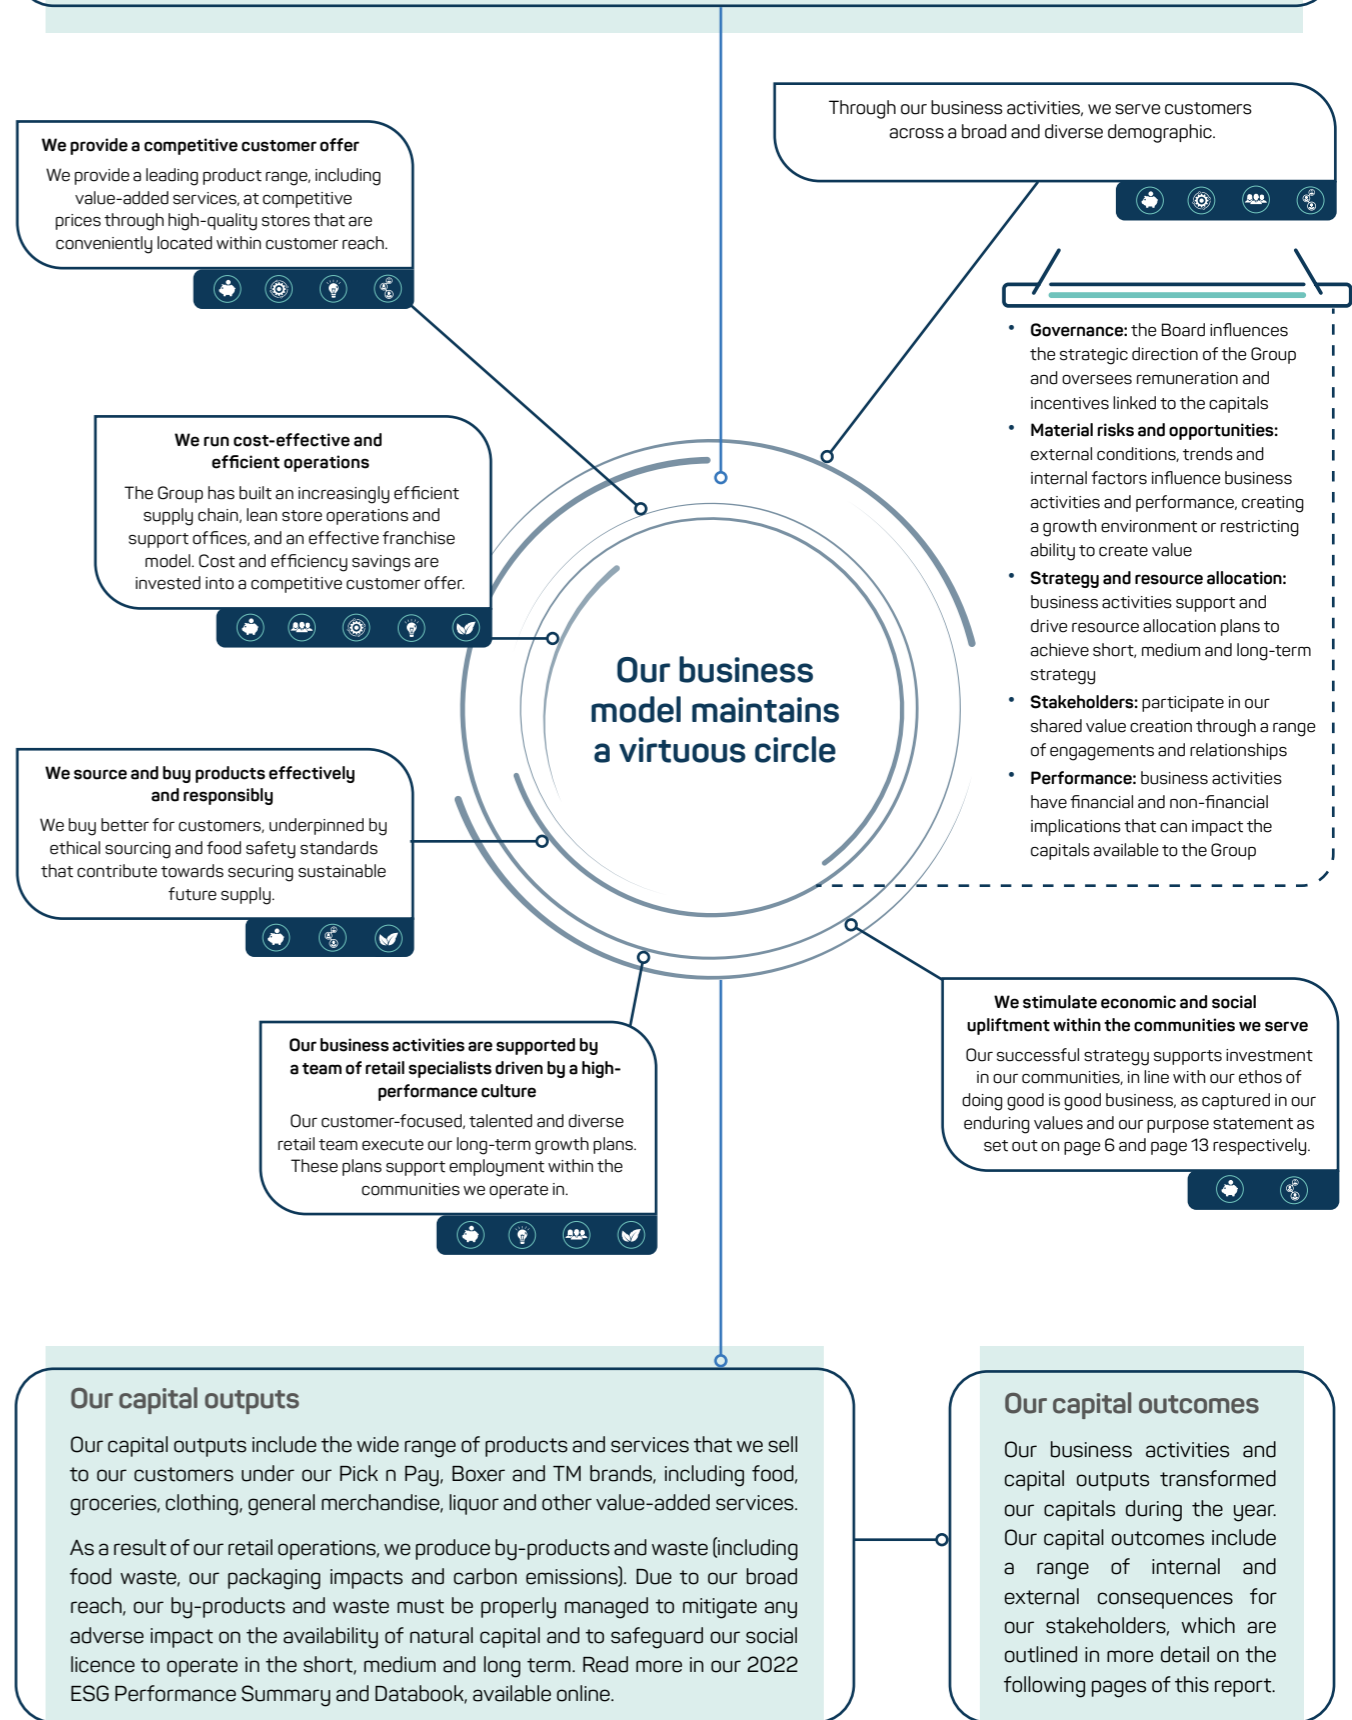 Through our business activities, we serve customers
across a broad and diverse demographic.
We provide a competitive customer offer
We provide a leading product range, including
value-added services, at competitive
prices through high-quality stores that are
conveniently located within customer reach.
• Governance: the Board influences
the strategic direction of the Group
and oversees remuneration and
incentives linked to the capitals
• Material risks and opportunities:
external conditions, trends and
internal factors influence business
activities and performance, creating
a growth environment or restricting
ability to create value
• Strategy and resource allocation:
business activities support and
drive resource allocation plans to
achieve short, medium and long-term
strategy
• Stakeholders: participate in our
shared value creation through a range
of engagements and relationships
• Performance: business activities
have financial and non-financial
implications that can impact the
capitals available to the Group
We run cost-effective and
efficient operations
The Group has built an increasingly efficient
supply chain, lean store operations and
support offices, and an effective franchise
model. Cost and efficiency savings are
invested into a competitive customer offer.
Our business
model maintains
a virtuous circle
We source and buy products effectively
and responsibly
We buy better for customers, underpinned by
ethical sourcing and food safety standards
that contribute towards securing sustainable
future supply.
We stimulate economic and social
upliftment within the communities we serve
Our successful strategy supports investment
in our communities, in line with our ethos of
doing good is good business, as captured in our
enduring values and our purpose statement as
set out on page 6 and page 13 respectively.
Our business activities are supported by
a team of retail specialists driven by a high-
performance culture
Our customer-focused, talented and diverse
retail team execute our long-term growth plans.
These plans support employment within the
communities we operate in.
Our capital outputs
Our capital outputs include the wide range of products and services that we sell
to our customers under our Pick n Pay, Boxer and TM brands, including food,
groceries, clothing, general merchandise, liquor and other value-added services.
As a result of our retail operations, we produce by-products and waste (including
food waste, our packaging impacts and carbon emissions). Due to our broad
reach, our by-products and waste must be properly managed to mitigate any
adverse impact on the availability of natural capital and to safeguard our social
licence to operate in the short, medium and long term. Read more in our 2022
ESG Performance Summary and Databook, available online.
Our capital outcomes
Our business activities and
capital outputs transformed
our capitals during the year.
Our capital outcomes include
a range of internal and
external consequences for
our stakeholders, which are
outlined in more detail on the
following pages of this report.